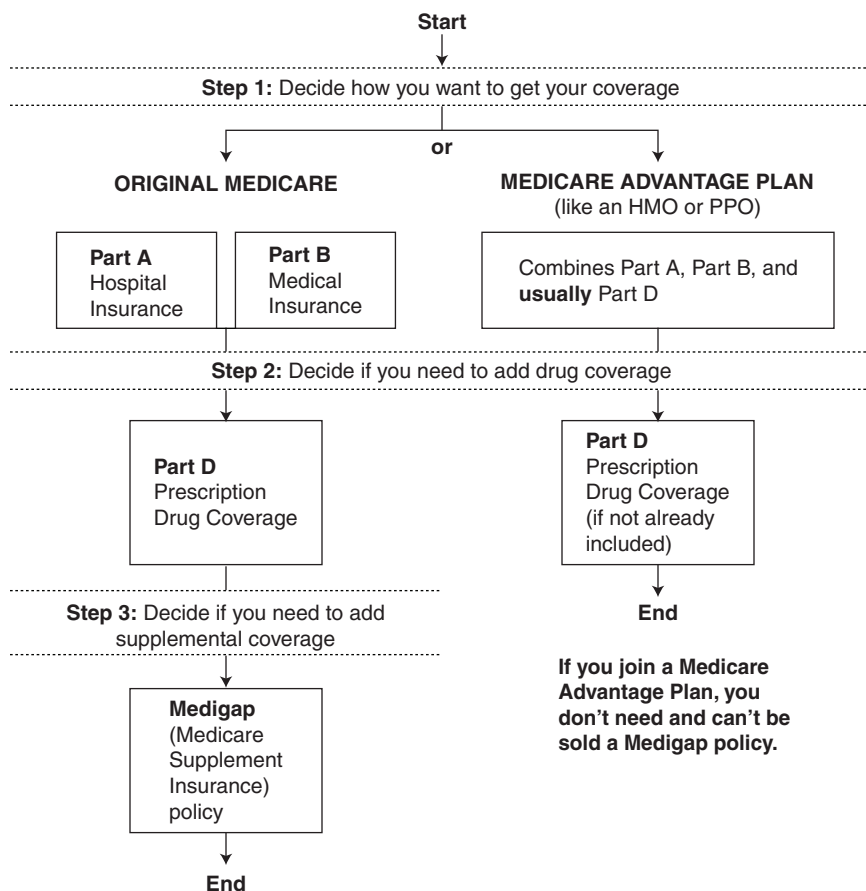 Start
Step 1: Decide how you want to get your coverage
or
ORIGINAL MEDICARE
MEDICARE ADVANTAGE PLAN
(like an HMO or PPO)
Part A
Hospital
Insurance
Part B
Medical
Insurance
Combines Part A, Part B, and
usually Part D
Step 2: Decide if you need to add drug coverage
Part D
Prescription
Drug Coverage
Part D
Prescription
Drug Coverage
(if not already
included)
Step 3: Decide if you need to add
supplemental coverage
End
Medigap
(Medicare
Supplement
Insurance)
policy
If you join a Medicare
Advantage Plan, you
don’t need and can’t be
sold a Medigap policy.
End